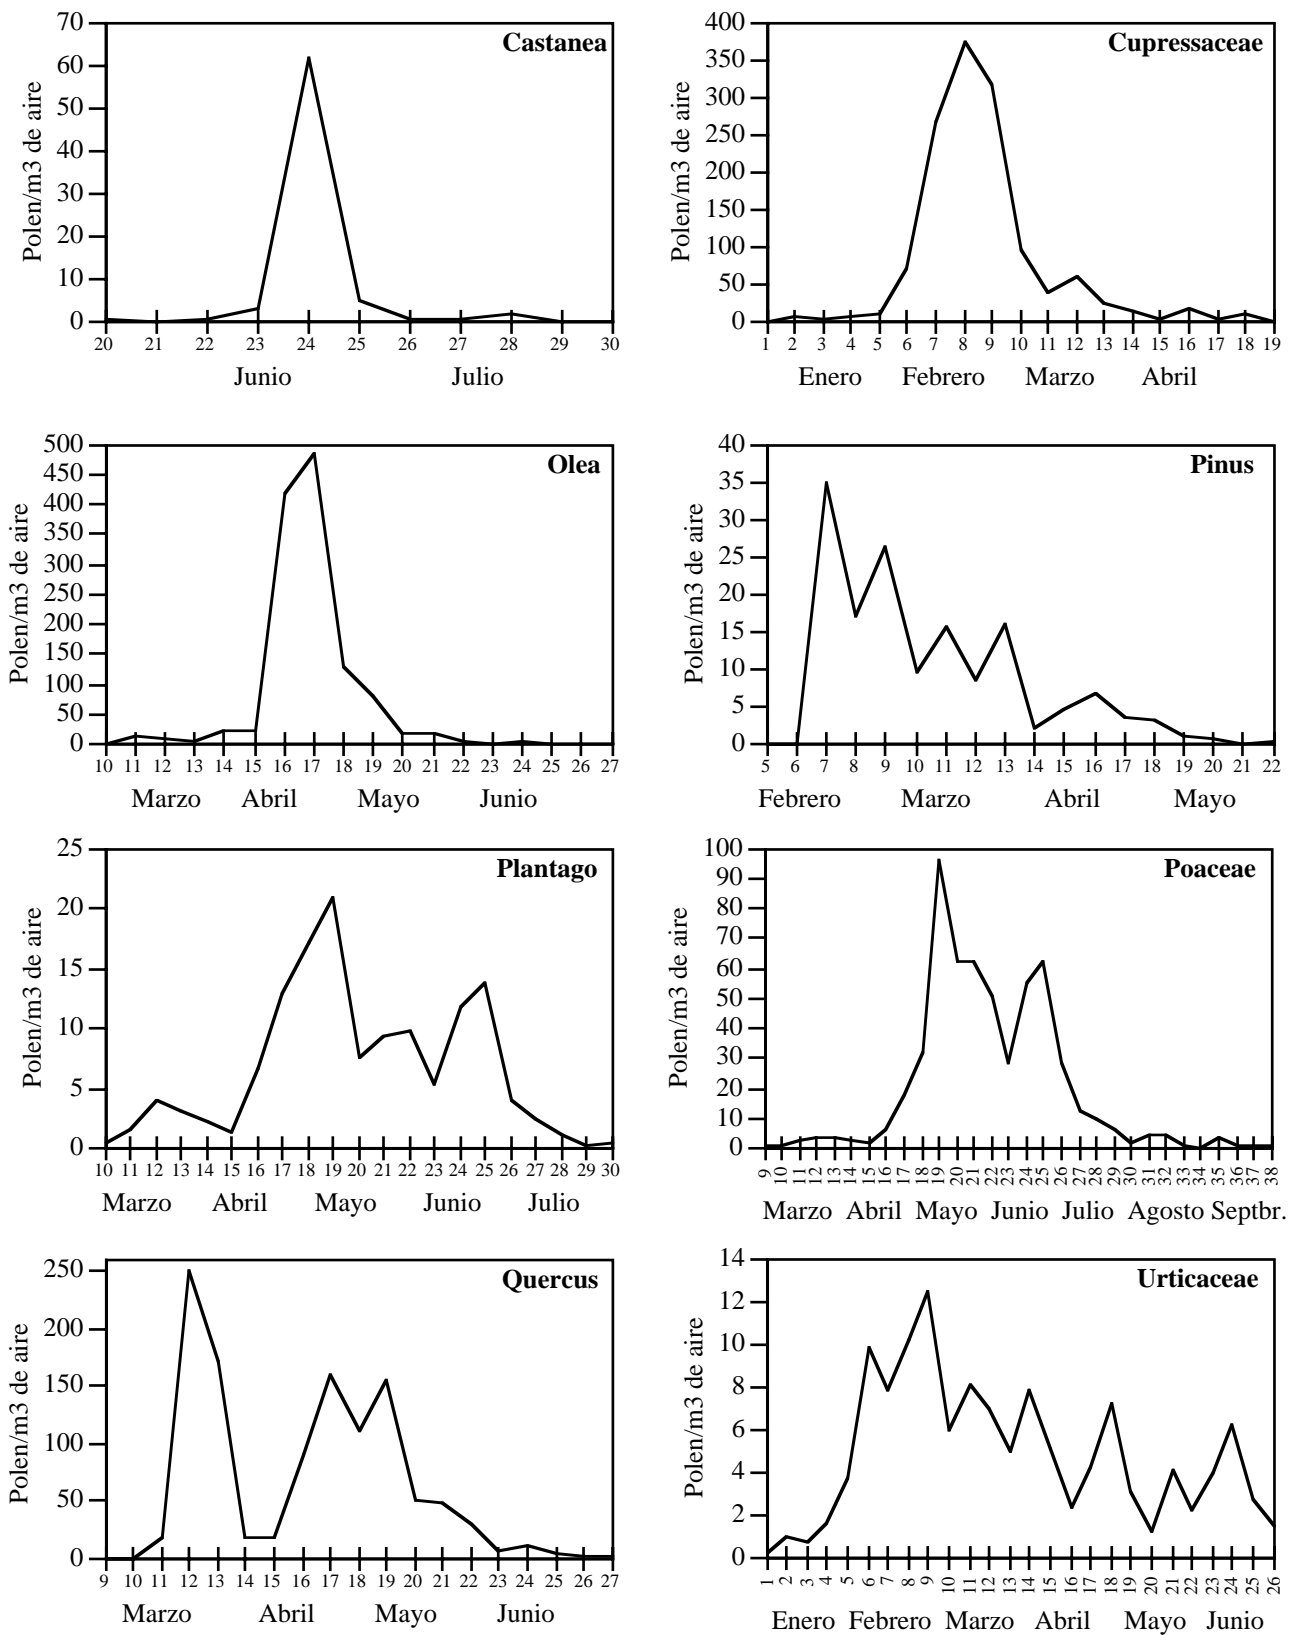 Castanea
Polen/m3 de aire
70
60
50
40
30
20
10
0
20 21 22 23 24 25 26 27 28 29 30
Junio Julio
Cupressaceae
Polen/m3 de aire
400
350
300
250
200
150
100
50
0
1 2 3 4 5 6 7 8 9 10 11 12 13 14 15 16 17 18 19
Enero Febrero Marzo Abril
Olea
Polen/m3 de aire
500
450
400
350
300
250
200
150
100
50
0
10 11 12 13 14 15 16 17 18 19 20 21 22 23 24 25 26 27
Marzo Abril Mayo Junio
Pinus
Polen/m3 de aire
40
35
30
25
20
15
10
5
0
5 6 7 8 9 10 11 12 13 14 15 16 17 18 19 20 21 22
Febrero Marzo Abril Mayo
Plantago
Polen/m3 de aire
25
20
15
10
5
0
10 11 12 13 14 15 16 17 18 19 20 21 22 23 24 25 26 27 28 29 30
Marzo Abril Mayo Junio Julio
Poaceae
Polen/m3 de aire
100
90
80
70
60
50
40
30
20
10
0
9 10 11 12 13 14 15 16 17 18 19 20 21 22 23 24 25 26 27 28 29 30 31 32 33 34 35 36 37 38
Marzo Abril Mayo Junio Julio Agosto Septbr.
Quercus
Polen/m3 de aire
250
200
150
100
50
0
9 10 11 12 13 14 15 16 17 18 19 20 21 22 23 24 25 26 27
Marzo Abril Mayo Junio
Urticaceae
Polen/m3 de aire
14
12
10
8
6
4
2
0
1 2 3 4 5 6 7 8 9 10 11 12 13 14 15 16 17 18 19 20 21 22 23 24 25 26
Enero Febrero Marzo Abril Mayo Junio